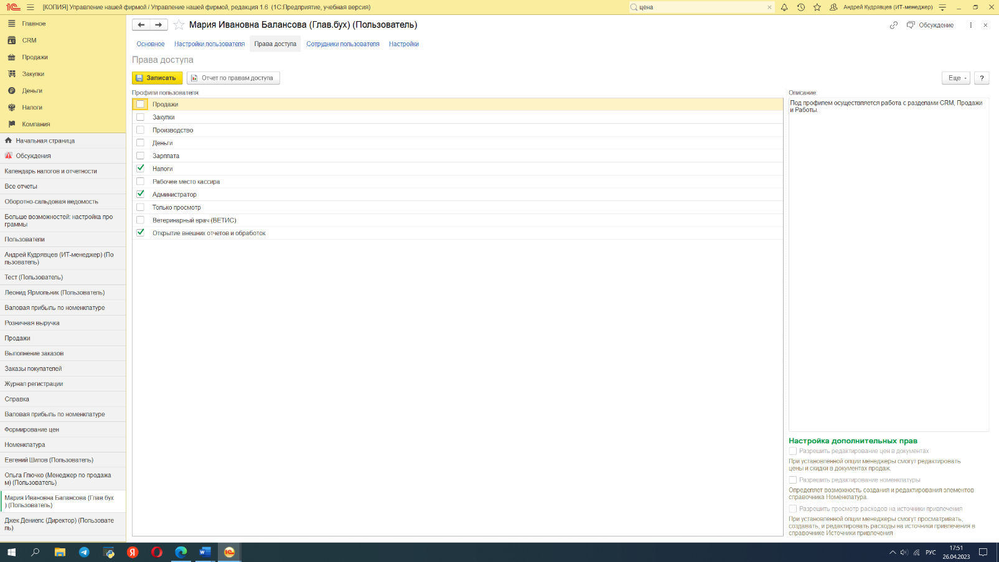 [КОПИЯ] Управление нашей фирмой / Управление нашей фирмой, редакция 1.6 (1С:Предприятие, учебная версия)
цена
Андрей Кудрявцев (ИТ-менеджер)
Главное
CRM
Продажи
Закупки
Деньги
Налоги
Компания
Начальная страница
Обсуждения
Календарь налогов и отчетности
Все отчеты
Оборотно-сальдовая ведомость
Больше возможностей: настройка про
граммы
Пользователи
Андрей Кудрявцев (ИТ-менеджер) (По
льзователь)
Тест (Пользователь)
Леонид Ярмольник (Пользователь)
Валовая прибыль по номенклатуре
Розничная выручка
Продажи
Выполнение заказов
Заказы покупателей
Журнал регистрации
Справка
Валовая прибыль по номенклатуре
Формирование цен
Номенклатура
Евгений Шилов (Пользователь)
Ольга Глючко (Менеджер по продажа
м) (Пользователь)
Мария Ивановна Балансова (Глав.бух
) (Пользователь)
Джек Дениелс (Директор) (Пользовате
ль)
Мария Ивановна Балансова (Глав.бух) (Пользователь)
Обсуждение
Основное
Настройки пользователя
Права доступа
Сотрудники пользователя
Настройки
Права доступа
Записать
Отчет по правам доступа
Еще
?
Профили пользователя:
Продажи
Закупки
Производство
Деньги
Зарплата
Налоги
Рабочее место кассира
Администратор
Только просмотр
Ветеринарный врач (ВЕТИС)
Открытие внешних отчетов и обработок
Описание:
Под профилем осуществляется работа с разделами CRM, Продажи
и Работы.
Настройка дополнительных прав
Разрешить редактирование цен в документах
При установленной опции менеджеры смогут редактировать
цены и скидки в документах продаж.
Разрешить редактирование номенклатуры
Определяет возможность создания и редактирования элементов
справочника Номенклатура.
Разрешить просмотр расходов на источники привлечения
При установленной опции менеджеры смогут просматривать,
создавать, и редактировать расходы на источники привлечения в
справочнике Источники привлечения
РУС
17:51
26.04.2023